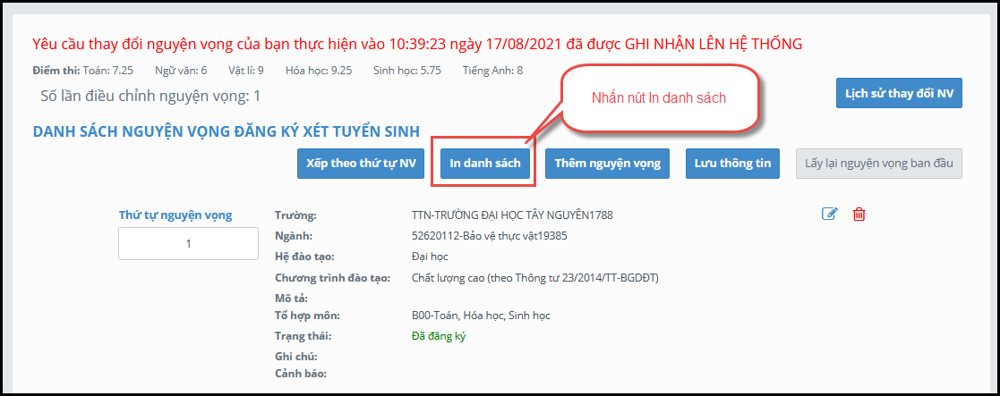 Yêu cầu thay đổi nguyện vọng của bạn thực hiện vào 10:39:23 ngày 17/08/2021 đã được GHI NHẬN LÊN HỆ THỐNG
Điểm thi: Toán: 7.25 Ngữ văn: 6 Vật lí: 9 Hóa học: 9.25 Sinh học: 5.75 Tiếng Anh: 8
Số lần điều chỉnh nguyện vọng: 1
Nhấn nút In danh sách
Lịch sử thay đổi NV
DANH SÁCH NGUYỆN VỌNG ĐĂNG KÝ XÉT TUYỂN SINH
Xếp theo thứ tự NV In danh sách Thêm nguyện vọng Lưu thông tin Lấy lại nguyện vọng ban đầu
Thứ tự nguyện vọng
1
Trường: TTN-TRƯỜNG ĐẠI HỌC TÂY NGUYÊN1788
Ngành: 52620112-Bảo vệ thực vật19385
Hệ đào tạo: Đại học
Chương trình đào tạo: Chất lượng cao (theo Thông tư 23/2014/TT-BGDĐT)
Mô tả:
Tổ hợp môn: B00-Toán, Hóa học, Sinh học
Trạng thái: Đã đăng ký
Ghi chú:
Cảnh báo: